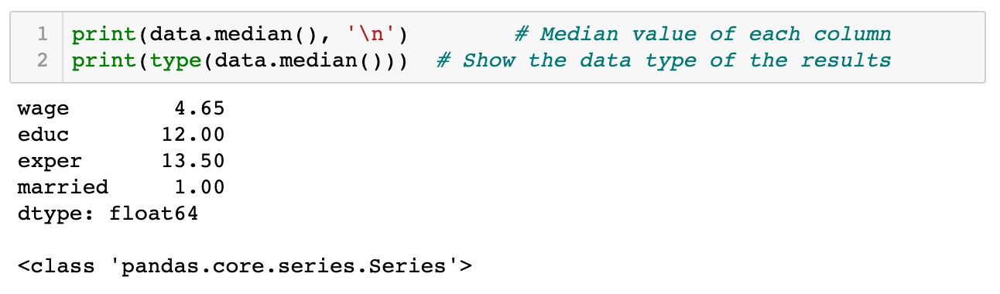 1 print(data.median(), '\n')        # Median value of each column
2 print(type(data.median()))  # Show the data type of the results
wage        4.65
educ       12.00
exper      13.50
married     1.00
dtype: float64
<class 'pandas.core.series.Series'>